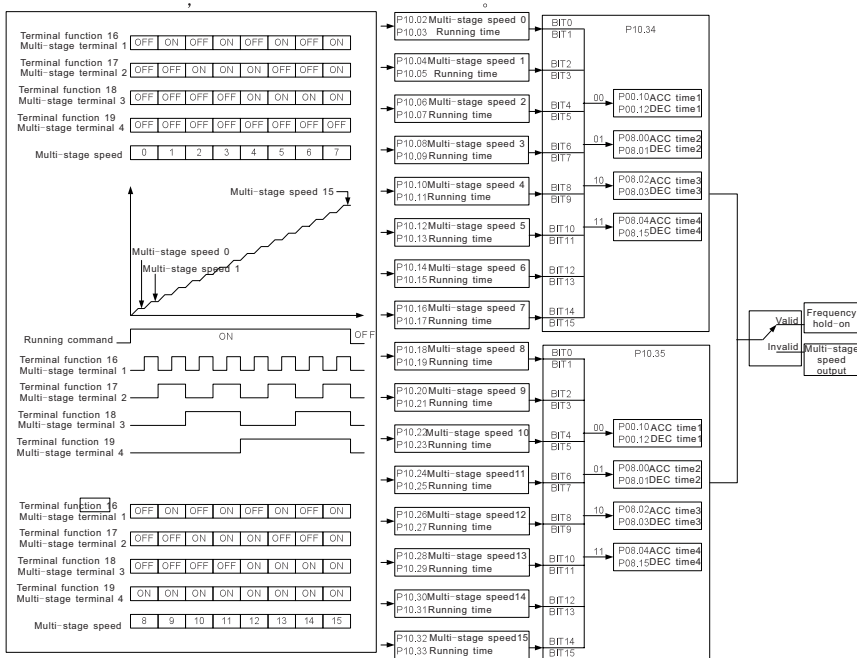 ,
。
Terminal function 16
Multi-stage terminal 1
OFF ON OFF ON OFF ON OFF ON
Terminal function 17
Multi-stage terminal 2
OFF OFF ON ON ON OFF OFF ON
Terminal function 18
Multi-stage terminal 3
OFF OFF OFF OFF ON ON ON ON
Terminal function 19
Multi-stage terminal 4
OFF OFF OFF OFF OFF OFF OFF OFF
Multi-stage speed
0 1 2 3 4 5 6 7
Multi-stage speed 15
Multi-stage speed 0
Multi-stage speed 1
Running command
ON
OFF
Terminal function 16
Multi-stage terminal 1
Terminal function 17
Multi-stage terminal 2
Terminal function 18
Multi-stage terminal 3
Terminal function 19
Multi-stage terminal 4
Terminal function 16
Multi-stage terminal 1
OFF ON OFF ON OFF ON OFF ON
Terminal function 17
Multi-stage terminal 2
OFF OFF ON ON OFF OFF ON
Terminal function 18
Multi-stage terminal 3
OFF OFF OFF OFF ON ON ON ON
Terminal function 19
Multi-stage terminal 4
ON ON ON ON ON ON ON ON
Multi-stage speed
8 9 10 11 12 13 14 15
P10.02 Multi-stage speed 0
P10.03 Running time
P10.04 Multi-stage speed 1
P10.05 Running time
P10.06 Multi-stage speed 2
P10.07 Running time
P10.08 Multi-stage speed 3
P10.09 Running time
P10.10 Multi-stage speed 4
P10.11 Running time
P10.12 Multi-stage speed 5
P10.13 Running time
P10.14 Multi-stage speed 6
P10.15 Running time
P10.16 Multi-stage speed 7
P10.17 Running time
P10.18 Multi-stage speed 8
P10.19 Running time
P10.20 Multi-stage speed 9
P10.21 Running time
P10.22 Multi-stage speed 10
P10.23 Running time
P10.24 Multi-stage speed11
P10.25 Running time
P10.26 Multi-stage speed12
P10.27 Running time
P10.28 Multi-stage speed13
P10.29 Running time
P10.30 Multi-stage speed14
P10.31 Running time
P10.32 Multi-stage speed15
P10.33 Running time
P10.34
BIT0
BIT1
BIT2
BIT3
BIT4
BIT5
BIT6
BIT7
BIT8
BIT9
BIT10
BIT11
BIT12
BIT13
BIT14
BIT15
00
P00.10 ACC time1
P00.12 DEC time1
01
P08.00 ACC time2
P08.01 DEC time2
10
P08.02 ACC time3
P08.03 DEC time3
11
P08.04 ACC time4
P08.15 DEC time4
P10.35
BIT0
BIT1
BIT2
BIT3
BIT4
BIT5
BIT6
BIT7
BIT8
BIT9
BIT10
BIT11
BIT12
BIT13
BIT14
BIT15
00
P00.10 ACC time1
P00.12 DEC time1
01
P08.00 ACC time2
P08.01 DEC time2
10
P08.02 ACC time3
P08.03 DEC time3
11
P08.04 ACC time4
P08.15 DEC time4
Valid
Frequency
hold-on
Invalid
Multi-stage
speed
output